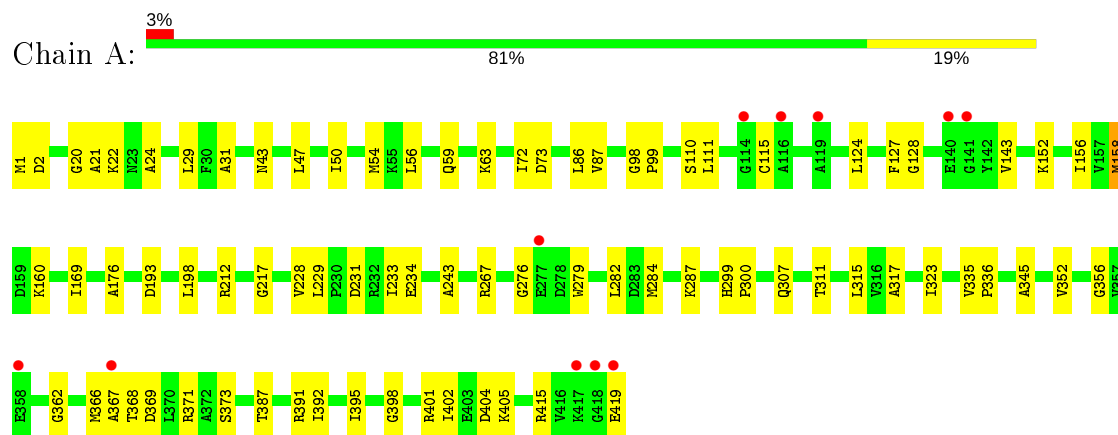 3%
Chain A:
81% 19%
M1 D2 G20 A21 K22 N23 A24 L29 F30 A31 N43 L47 I50 M54 K55 L56 Q59 K63 I72 D73 L86 V87 G98 P99 S110 L111 G114 C115 A116 A119 L124 F127 G128 E140 G141 Y142 V143 K152 I156 V157 M158
D159 K160 I169 A176 D193 L198 R212 G217 V228 L229 P230 D231 R232 I233 E234 A243 R267 G276 E277 D278 W279 L282 D283 M284 K287 H299 P300 Q307 T311 L315 V316 A317 I323 V335 P336 A345 V352 G356 V357
E358 G362 M366 A367 T368 D369 L370 R371 A372 S373 T387 R391 I392 I395 G398 R401 I402 E403 D404 K405 R415 V416 K417 G418 E419